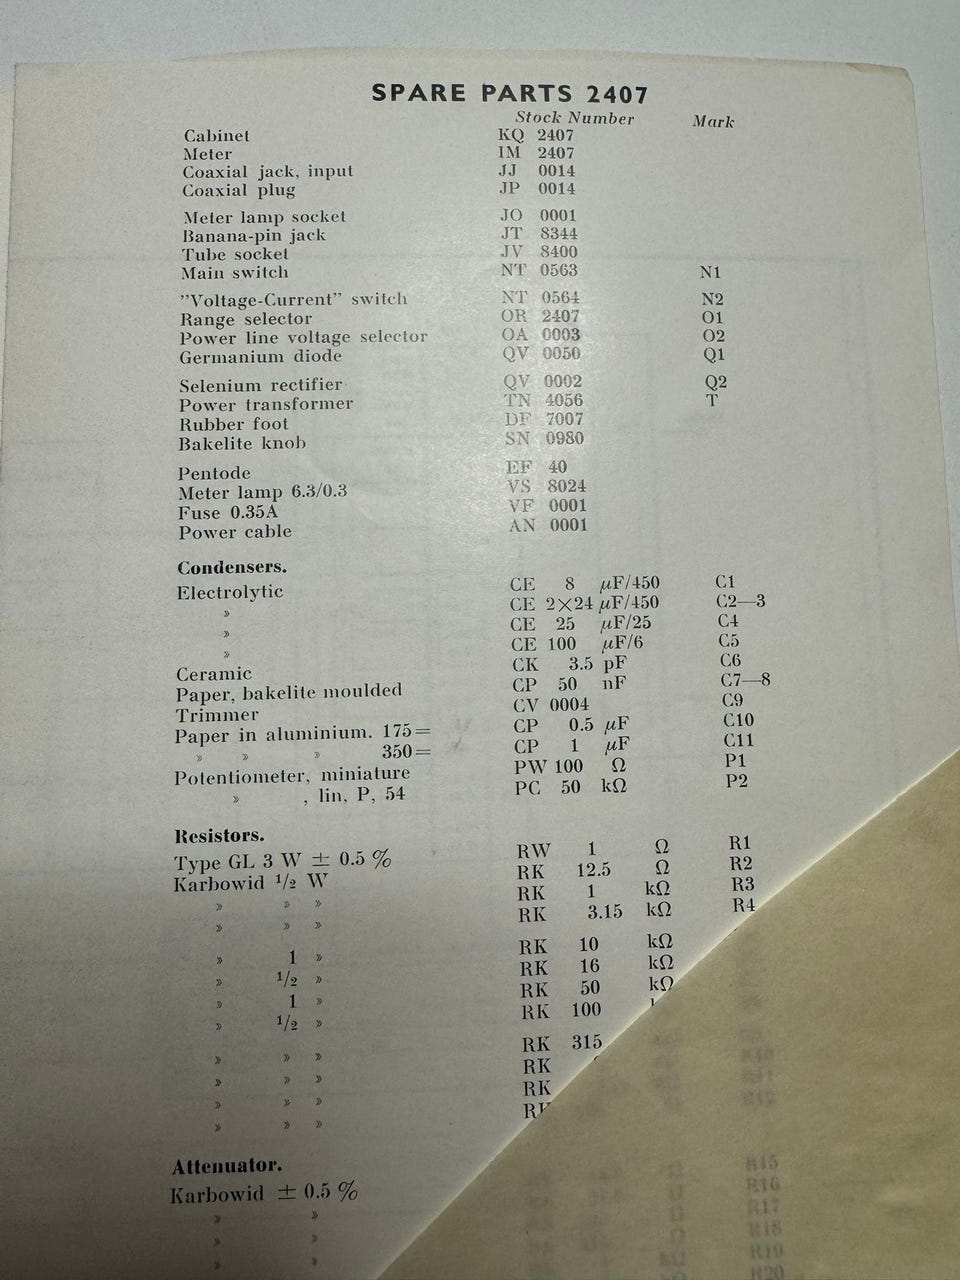 SPARE PARTS 2407
Stock Number Mark
Cabinet KQ 2407
Meter IM 2407
Coaxial jack, input JJ 0014
Coaxial plug JP 0014
Meter lamp socket JO 0001
Banana-pin jack JT 8344
Tube socket JV 8400
Main switch NT 0563 N1
"Voltage-Current" switch NT 0564 N2
Range selector OR 2407 O1
Power line voltage selector OA 0003 O2
Germanium diode QV 0050 Q1
Selenium rectifier QV 0002 Q2
Power transformer TN 4056 T
Rubber foot DF 7007
Bakelite knob SN 0980
Pentode EF 40
Meter lamp 6.3/0.3 VS 8024
Fuse 0.35A VF 0001
Power cable AN 0001
Condensers.
Electrolytic CE 8 μF/450 C1
» CE 2×24 μF/450 C2—3
» CE 25 μF/25 C4
» CE 100 μF/6 C5
Ceramic CK 3.5 pF C6
Paper, bakelite moulded CP 50 nF C7—8
Trimmer CV 0004 C9
Paper in aluminium. 175= CP 0.5 μF C10
» » » 350= CP 1 μF C11
Potentiometer, miniature PW 100 Ω P1
» , lin, P, 54 PC 50 kΩ P2
Resistors.
Type GL 3 W ± 0.5 % RW 1 Ω R1
Karbowid 1/2 W RK 12.5 Ω R2
» » » RK 1 kΩ R3
» » » RK 3.15 kΩ R4
» 1 » RK 10 kΩ
» 1/2 » RK 16 kΩ
» 1 » RK 50 kΩ
» 1/2 » RK 100
» » » RK 315
» » » RK
» » » RK
» » » RK
Attenuator.
Karbowid ± 0.5 %
» »
» »
» »
R15
R16
R17
R18
R19
R20